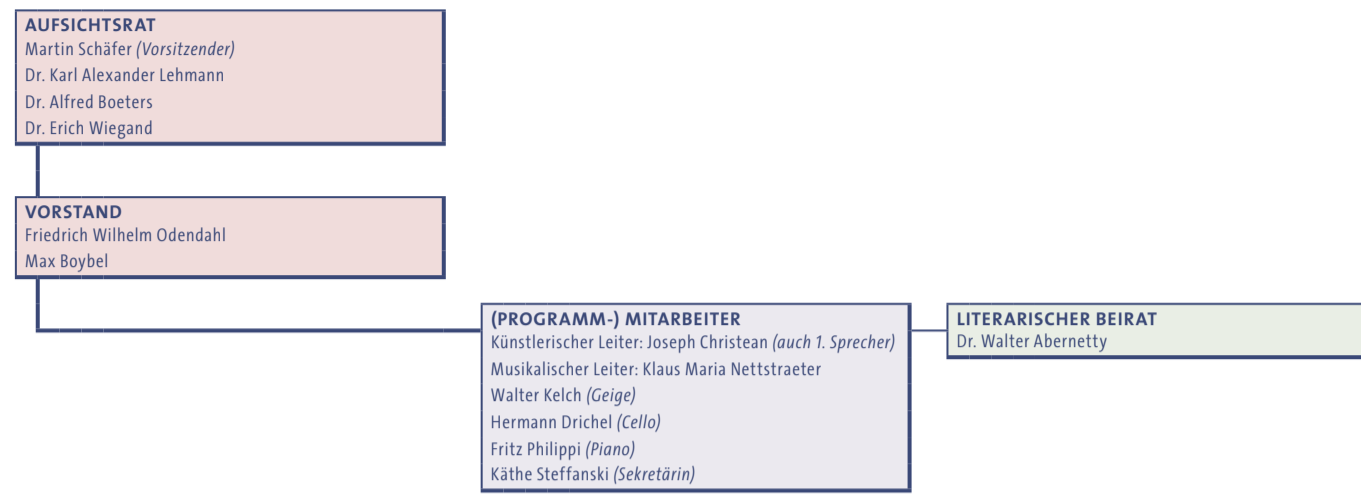 AUFSICHTSRAT
Martin Schäfer (Vorsitzender)
Dr. Karl Alexander Lehmann
Dr. Alfred Boeters
Dr. Erich Wiegand
VORSTAND
Friedrich Wilhelm Odendahl
Max Boybel
(PROGRAMM-) MITARBEITER
Künstlerischer Leiter: Joseph Christean (auch 1. Sprecher)
Musikalischer Leiter: Klaus Maria Nettstraeter
Walter Kelch (Geige)
Hermann Drichel (Cello)
Fritz Philippi (Piano)
Käthe Steffanski (Sekretärin)
LITERARISCHER BEIRAT
Dr. Walter Abernetty